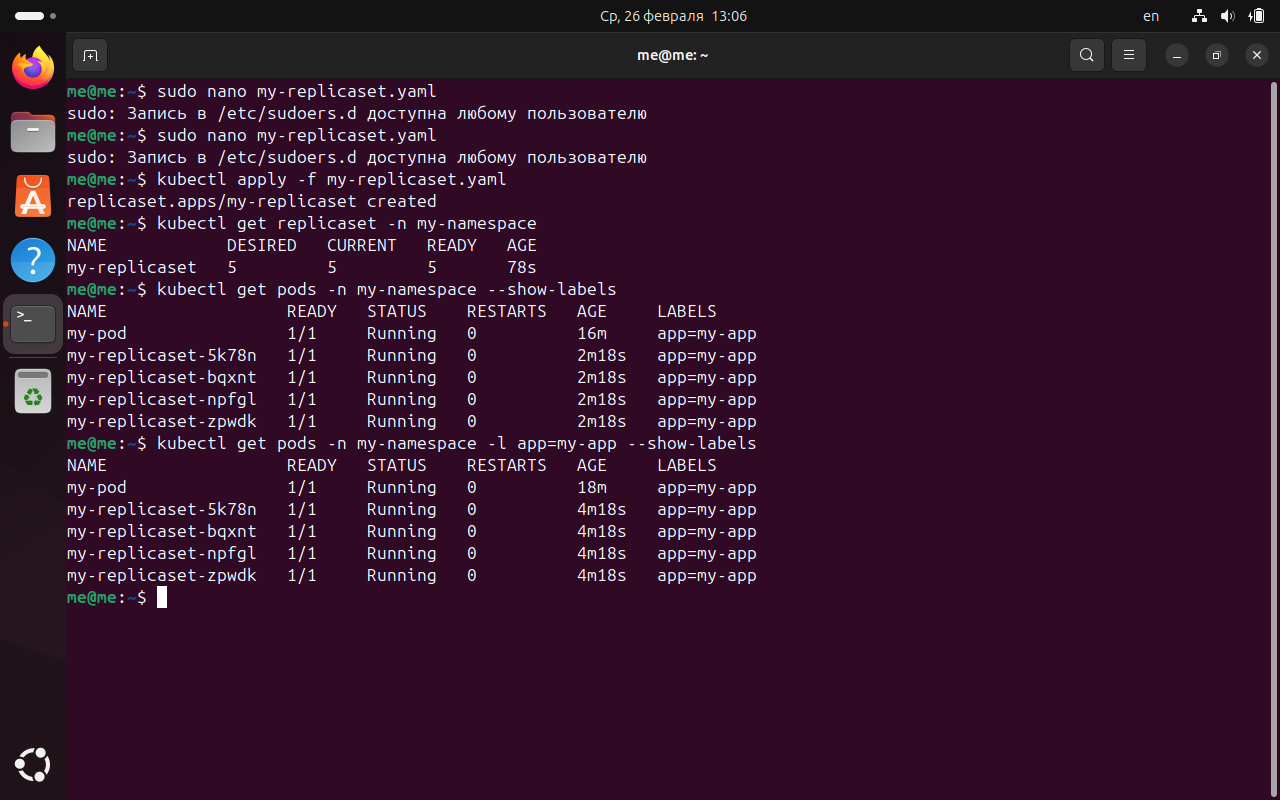 Ср, 26 февраля 13:06
en
me@me: ~
me@me:~$ sudo nano my-replicaset.yaml
sudo: Запись в /etc/sudoers.d доступна любому пользователю
me@me:~$ sudo nano my-replicaset.yaml
sudo: Запись в /etc/sudoers.d доступна любому пользователю
me@me:~$ kubectl apply -f my-replicaset.yaml
replicaset.apps/my-replicaset created
me@me:~$ kubectl get replicaset -n my-namespace
NAME DESIRED CURRENT READY AGE
my-replicaset 5 5 5 78s
me@me:~$ kubectl get pods -n my-namespace --show-labels
NAME READY STATUS RESTARTS AGE LABELS
my-pod 1/1 Running 0 16m app=my-app
my-replicaset-5k78n 1/1 Running 0 2m18s app=my-app
my-replicaset-bqxnt 1/1 Running 0 2m18s app=my-app
my-replicaset-npfgl 1/1 Running 0 2m18s app=my-app
my-replicaset-zpwdk 1/1 Running 0 2m18s app=my-app
me@me:~$ kubectl get pods -n my-namespace -l app=my-app --show-labels
NAME READY STATUS RESTARTS AGE LABELS
my-pod 1/1 Running 0 18m app=my-app
my-replicaset-5k78n 1/1 Running 0 4m18s app=my-app
my-replicaset-bqxnt 1/1 Running 0 4m18s app=my-app
my-replicaset-npfgl 1/1 Running 0 4m18s app=my-app
my-replicaset-zpwdk 1/1 Running 0 4m18s app=my-app
me@me:~$